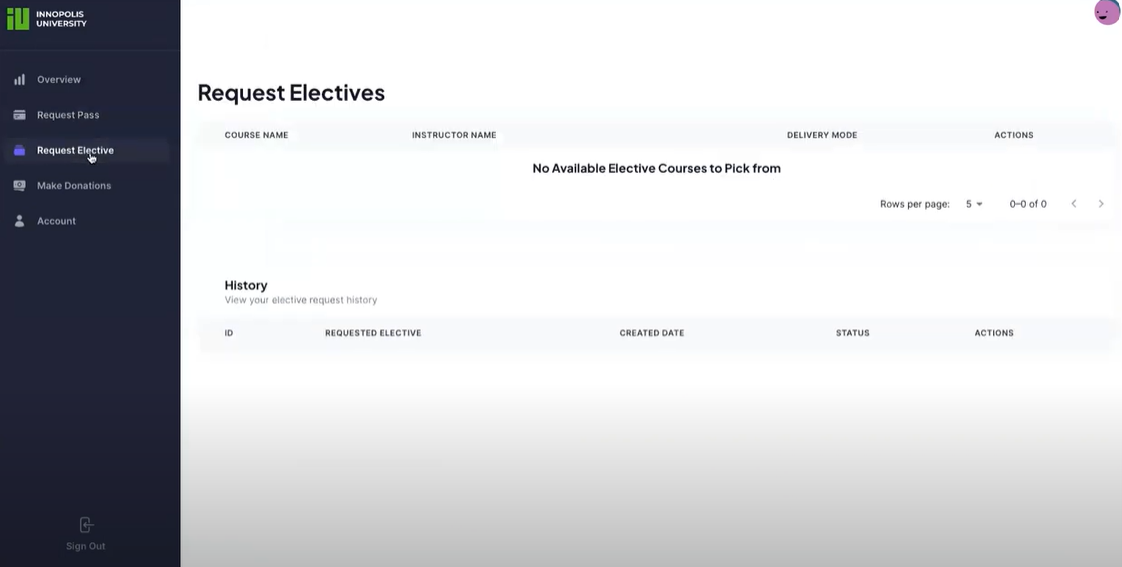 INNOPOLIS
UNIVERSITY
Overview
Request Pass
Request Elective
Make Donations
Account
Sign Out
Request Electives
COURSE NAME INSTRUCTOR NAME DELIVERY MODE ACTIONS
No Available Elective Courses to Pick from
Rows per page: 5 0–0 of 0
History
View your elective request history
ID REQUESTED ELECTIVE CREATED DATE STATUS ACTIONS